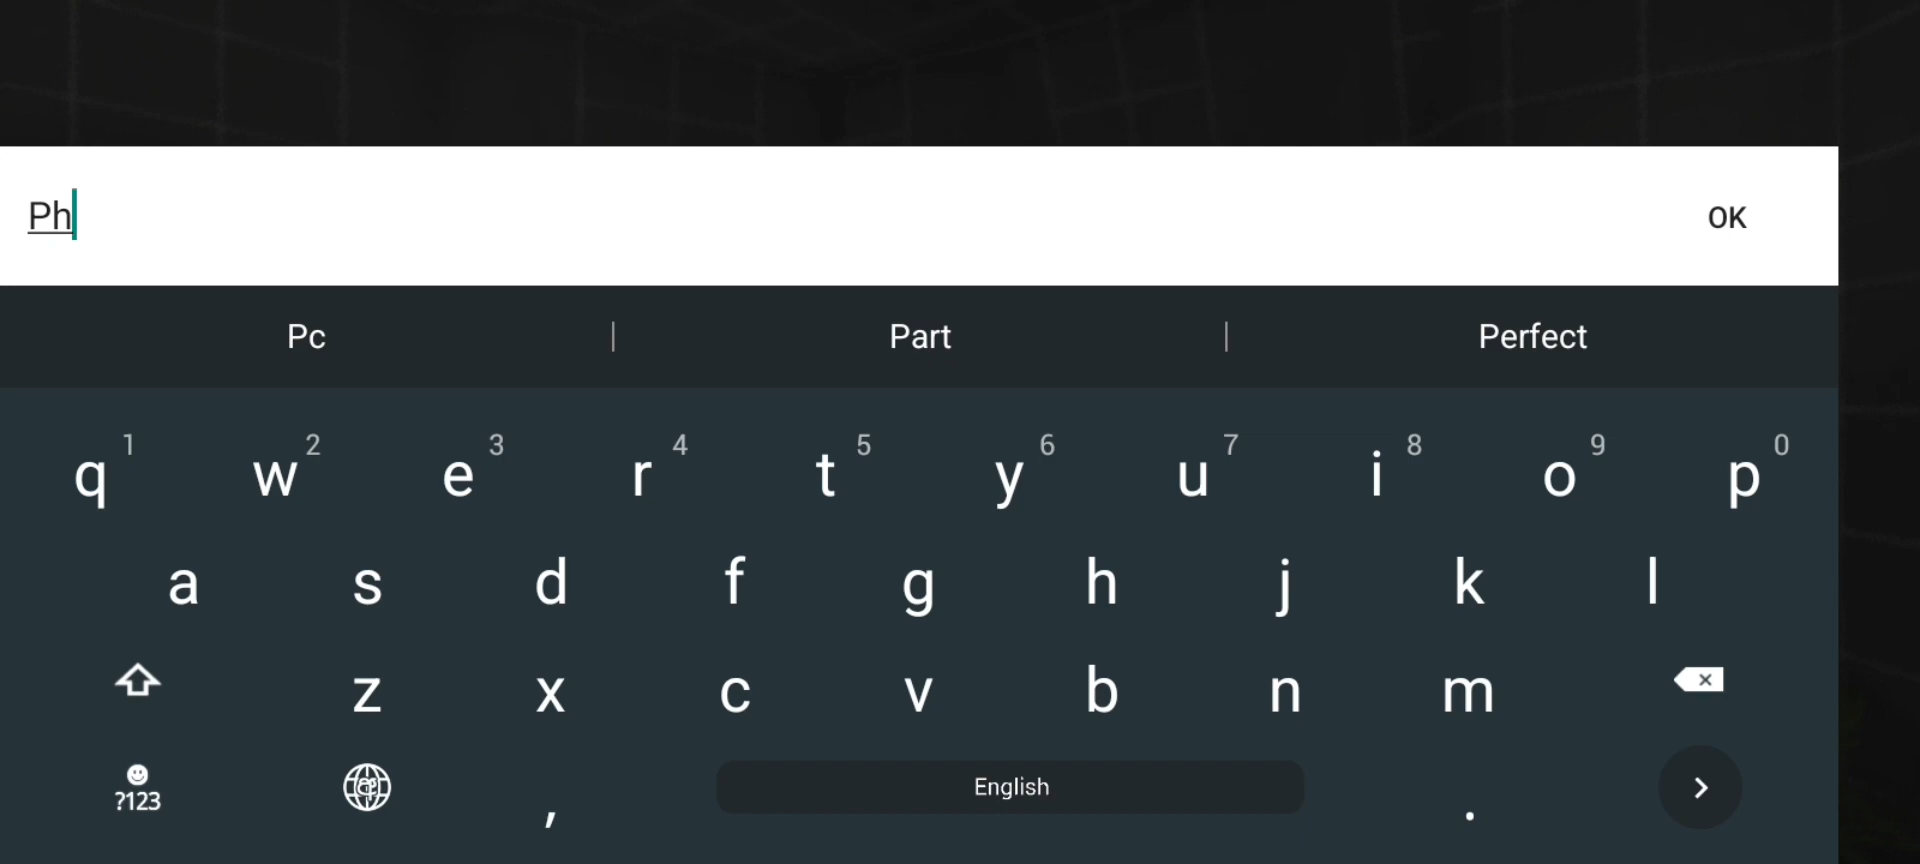 Ph
OK
Pc | Part | Perfect
q 1 w 2 e 3 r 4 t 5 y 6 u 7 i 8 o 9 p 0
a s d f g h j k l
z x c v b n m
?123 , English .